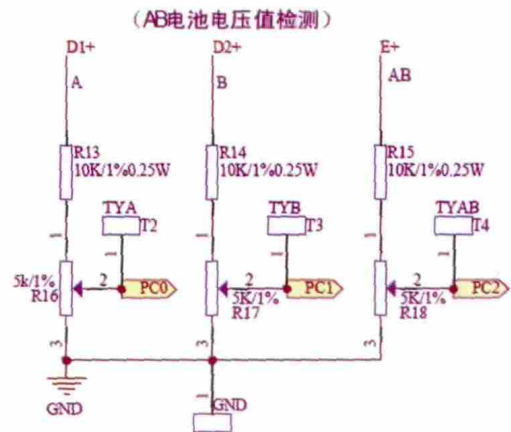 （AB电池电压值检测）
D1+ D2+ E+
A B AB
R13 R14 R15
10K/1%0.25W 10K/1%0.25W 10K/1%0.25W
TYA TYB TYAB
T2 T3 T4
1 1 1 1 1 1
5k/1% 2 PC0 2 PC1 2 PC2
R16 5K/1% 5K/1%
R17 R18
3 3 3
GND 1 GND